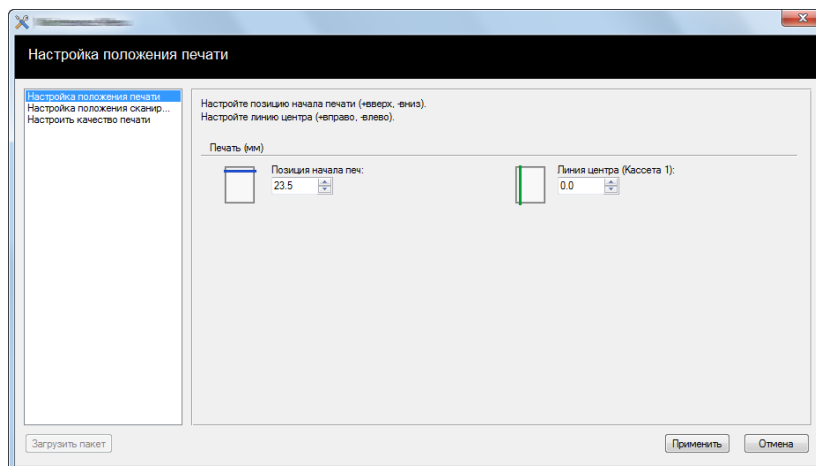 Настройка положения печати
Настройка положения печати
Настройка положения сканир...
Настроить качество печати
Настройте позицию начала печати (+вверх, -вниз).
Настройте линию центра (+вправо, -влево).
Печать (мм)
Позиция начала печ:
23.5
Линия центра (Кассета 1):
0.0
Загрузить пакет
Применить
Отмена